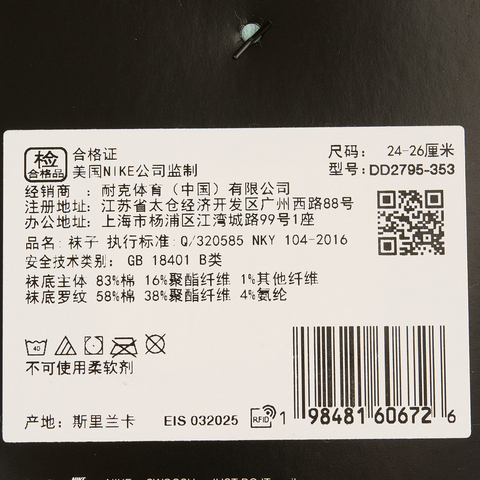 检
合格品
合格证
美国NIKE公司监制
尺码: 24-26厘米
型号: DD2795-353
经销商 : 耐克体育(中国)有限公司
注册地址: 江苏省太仓经济开发区广州西路88号
办公地址: 上海市杨浦区江湾城路99号1座
品名: 袜子 执行标准: Q/320585 NKY 104-2016
安全技术类别: GB 18401 B类
袜底主体 83%棉 16%聚酯纤维 1%其他纤维
袜底罗纹 58%棉 38%聚酯纤维 4%氨纶
40
不可使用柔软剂
产地: 斯里兰卡
EIS 032025
RFID
1 98481 60672 6